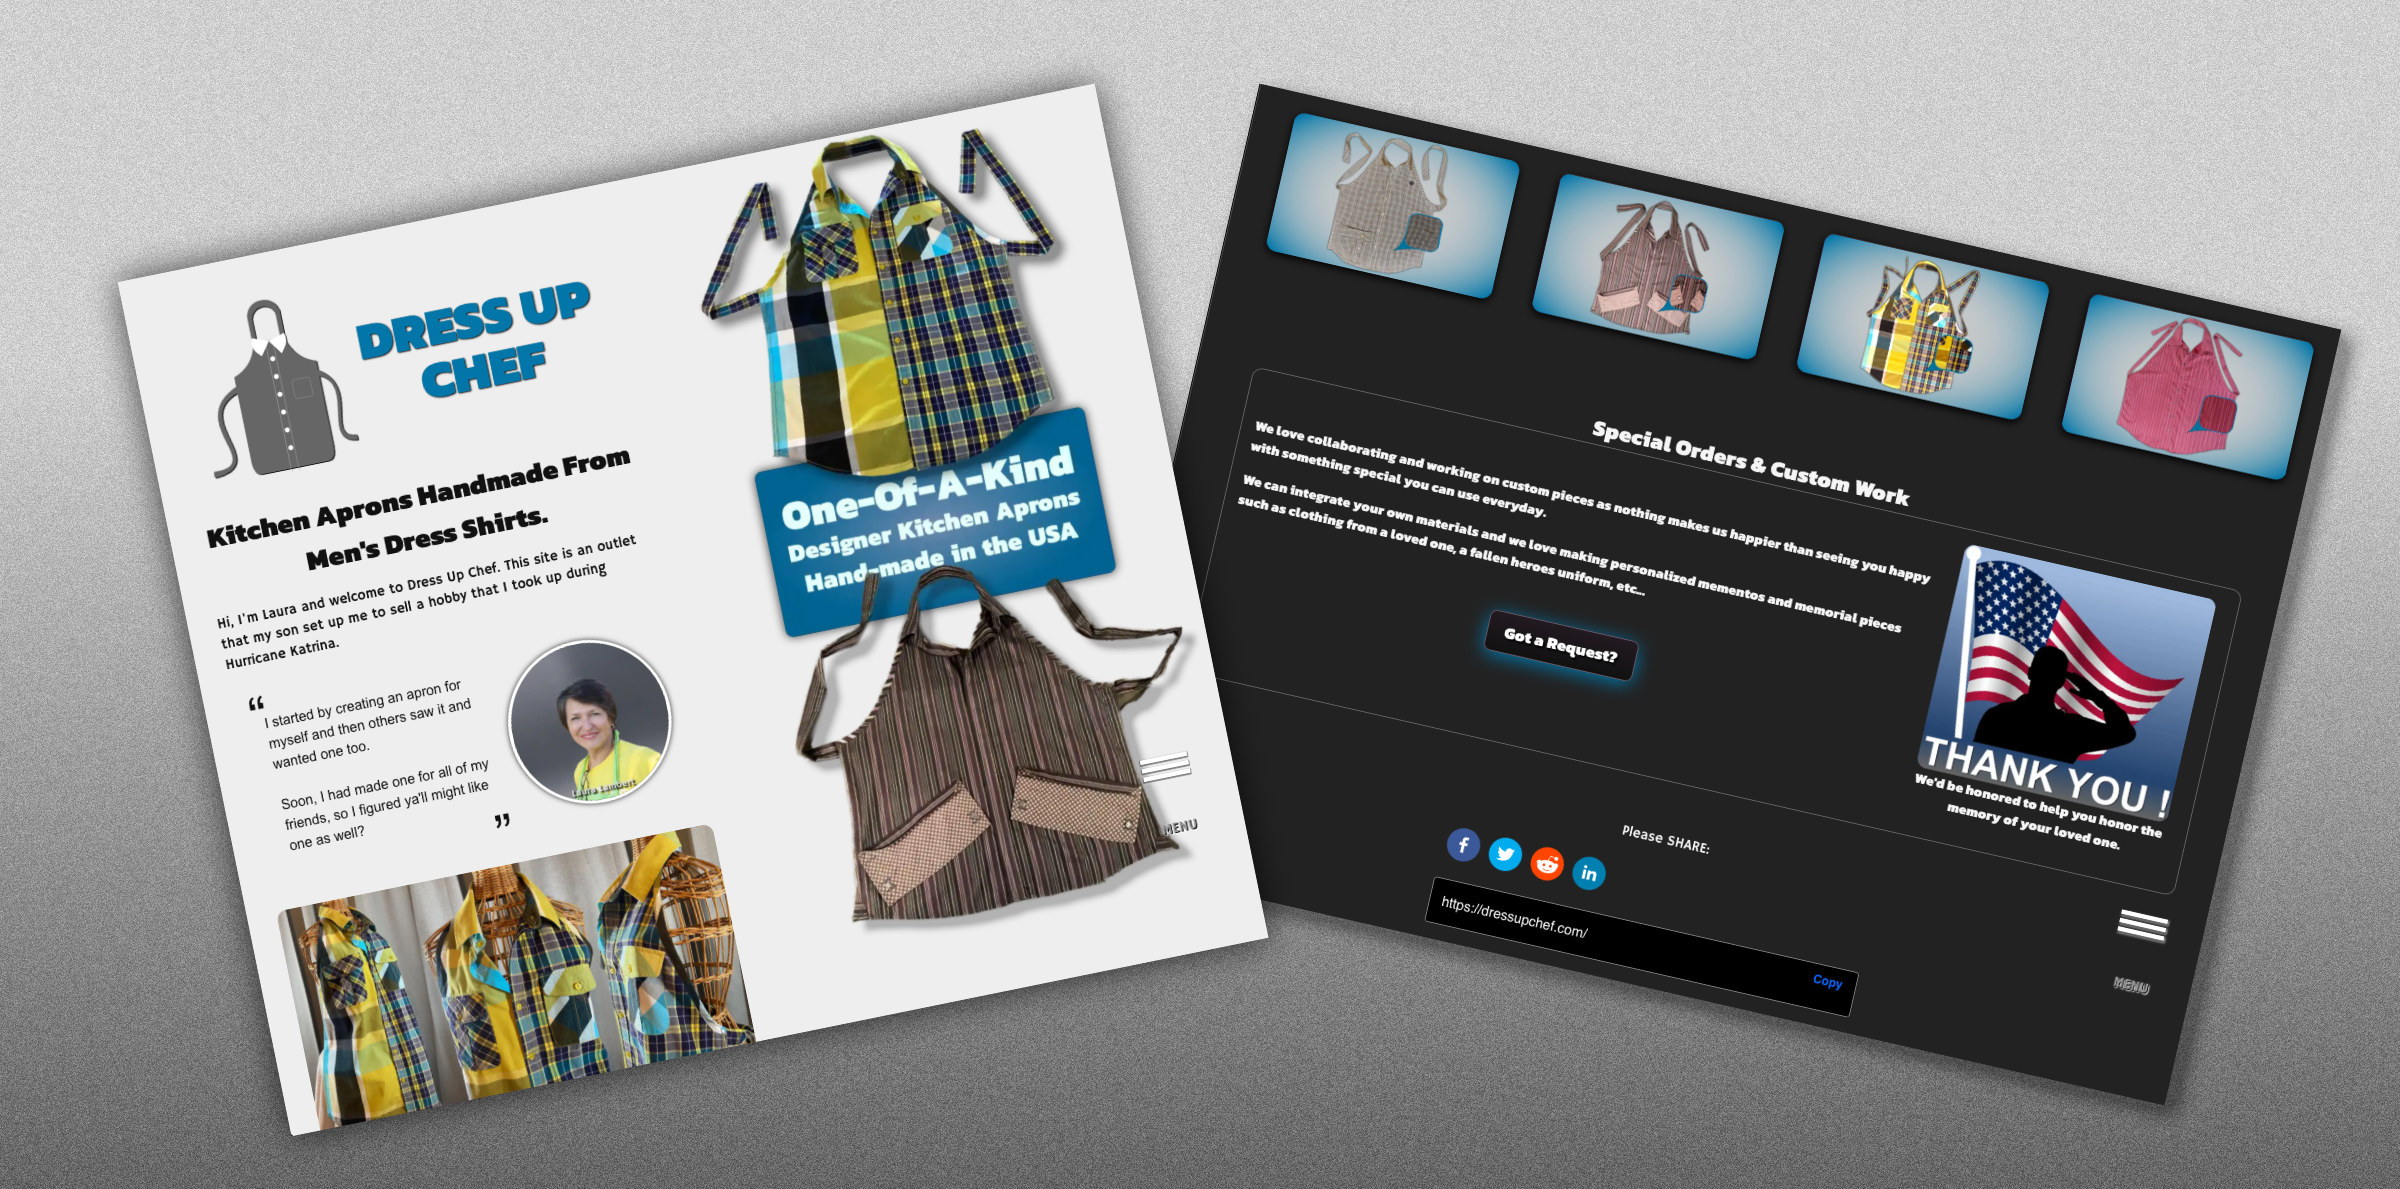 DRESS UP
CHEF
Kitchen Aprons Handmade From
Men's Dress Shirts.
Hi, I'm Laura and welcome to Dress Up Chef. This site is an outlet
that my son set up me to sell a hobby that I took up during
Hurricane Katrina.
“
I started by creating an apron for
myself and then others saw it and
wanted one too.
Soon, I had made one for all of my
friends, so I figured ya'll might like
one as well?
”
Laura Lambert
One-Of-A-Kind
Designer Kitchen Aprons
Hand-made in the USA
MENU
Special Orders & Custom Work
We love collaborating and working on custom pieces as nothing makes us happier than seeing you happy
with something special you can use everyday.
We can integrate your own materials and we love making personalized mementos and memorial pieces
such as clothing from a loved one, a fallen heroes uniform, etc...
Got a Request?
THANK YOU !
We'd be honored to help you honor the
memory of your loved one.
Please SHARE:
f
in
https://dressupchef.com/
Copy
MENU